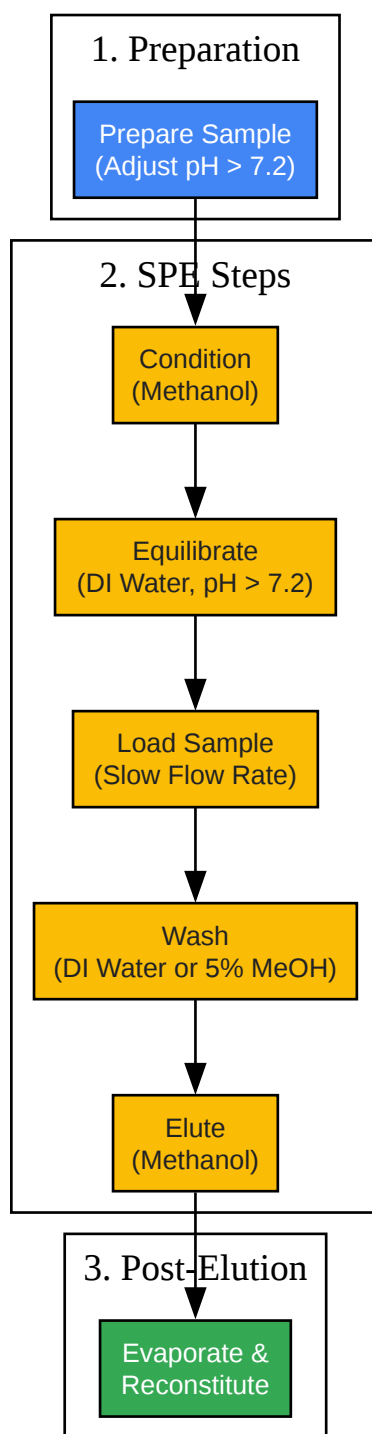 1. Preparation
Prepare Sample
(Adjust pH > 7.2)
2. SPE Steps
Condition
(Methanol)
Equilibrate
(DI Water, pH > 7.2)
Load Sample
(Slow Flow Rate)
Wash
(DI Water or 5% MeOH)
Elute
(Methanol)
3. Post-Elution
Evaporate &
Reconstitute